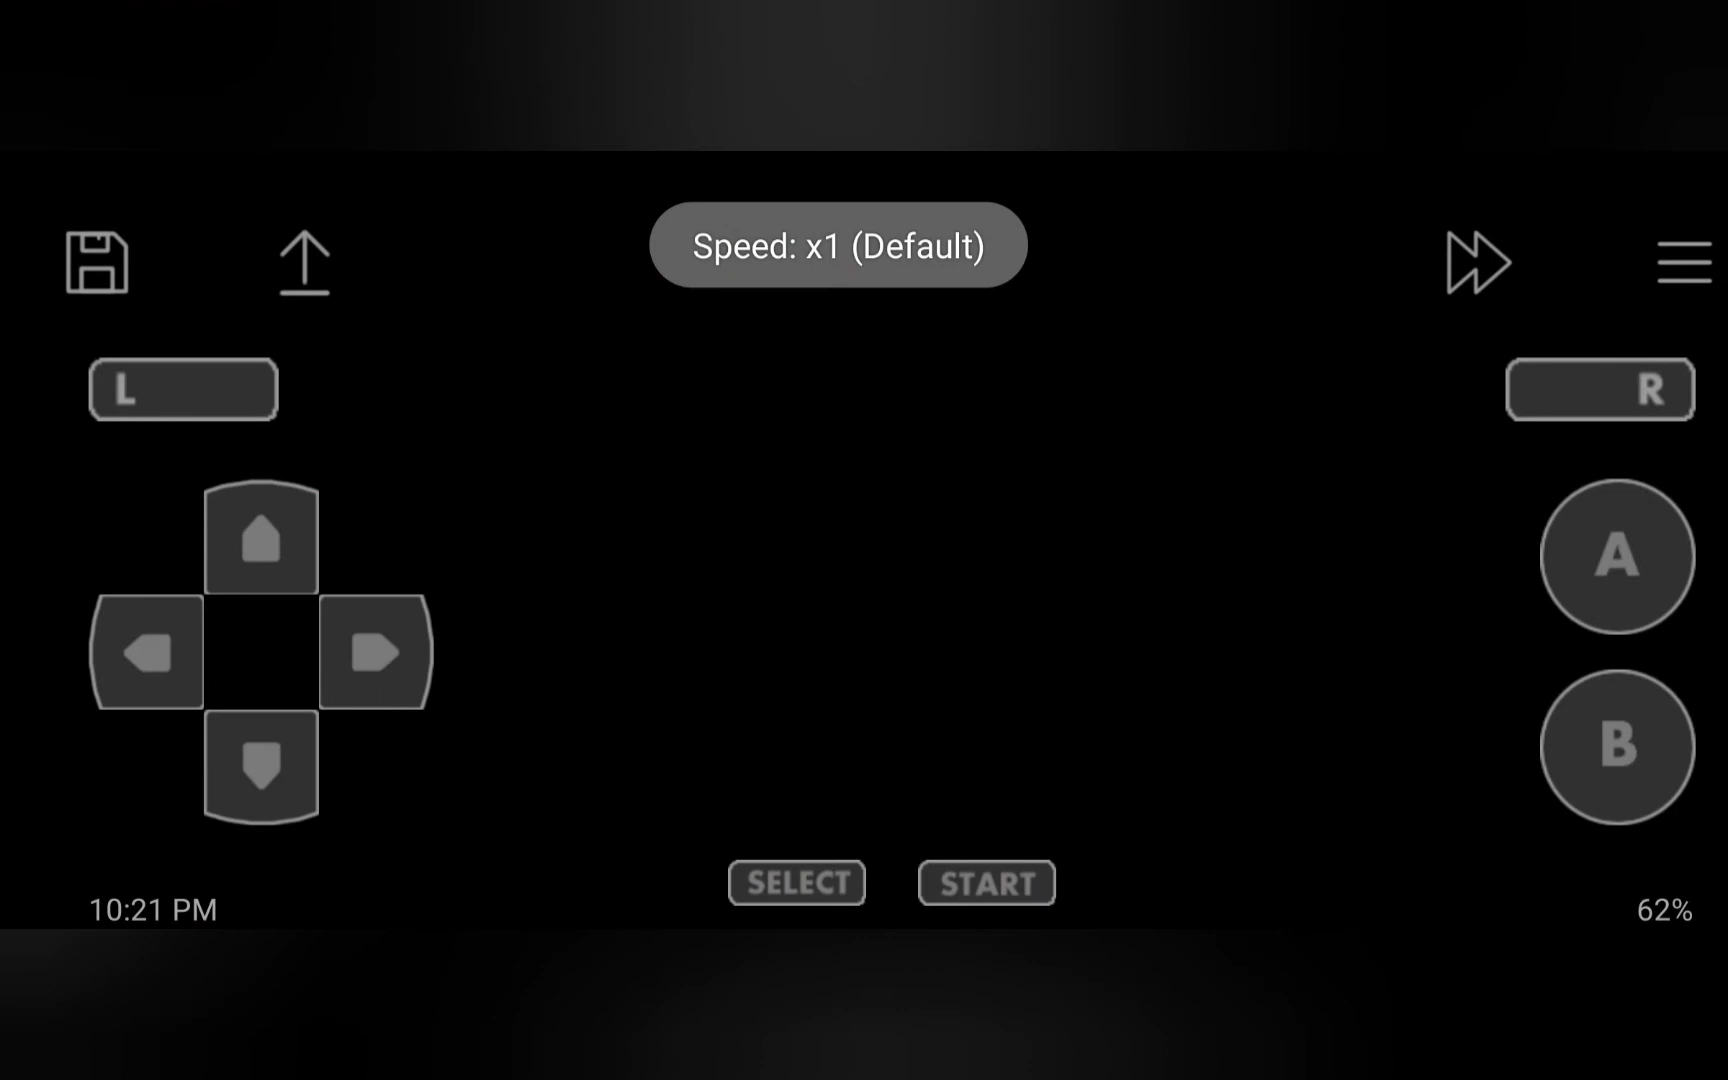 Speed: x1 (Default)
L
R
A
B
SELECT
START
10:21 PM
62%